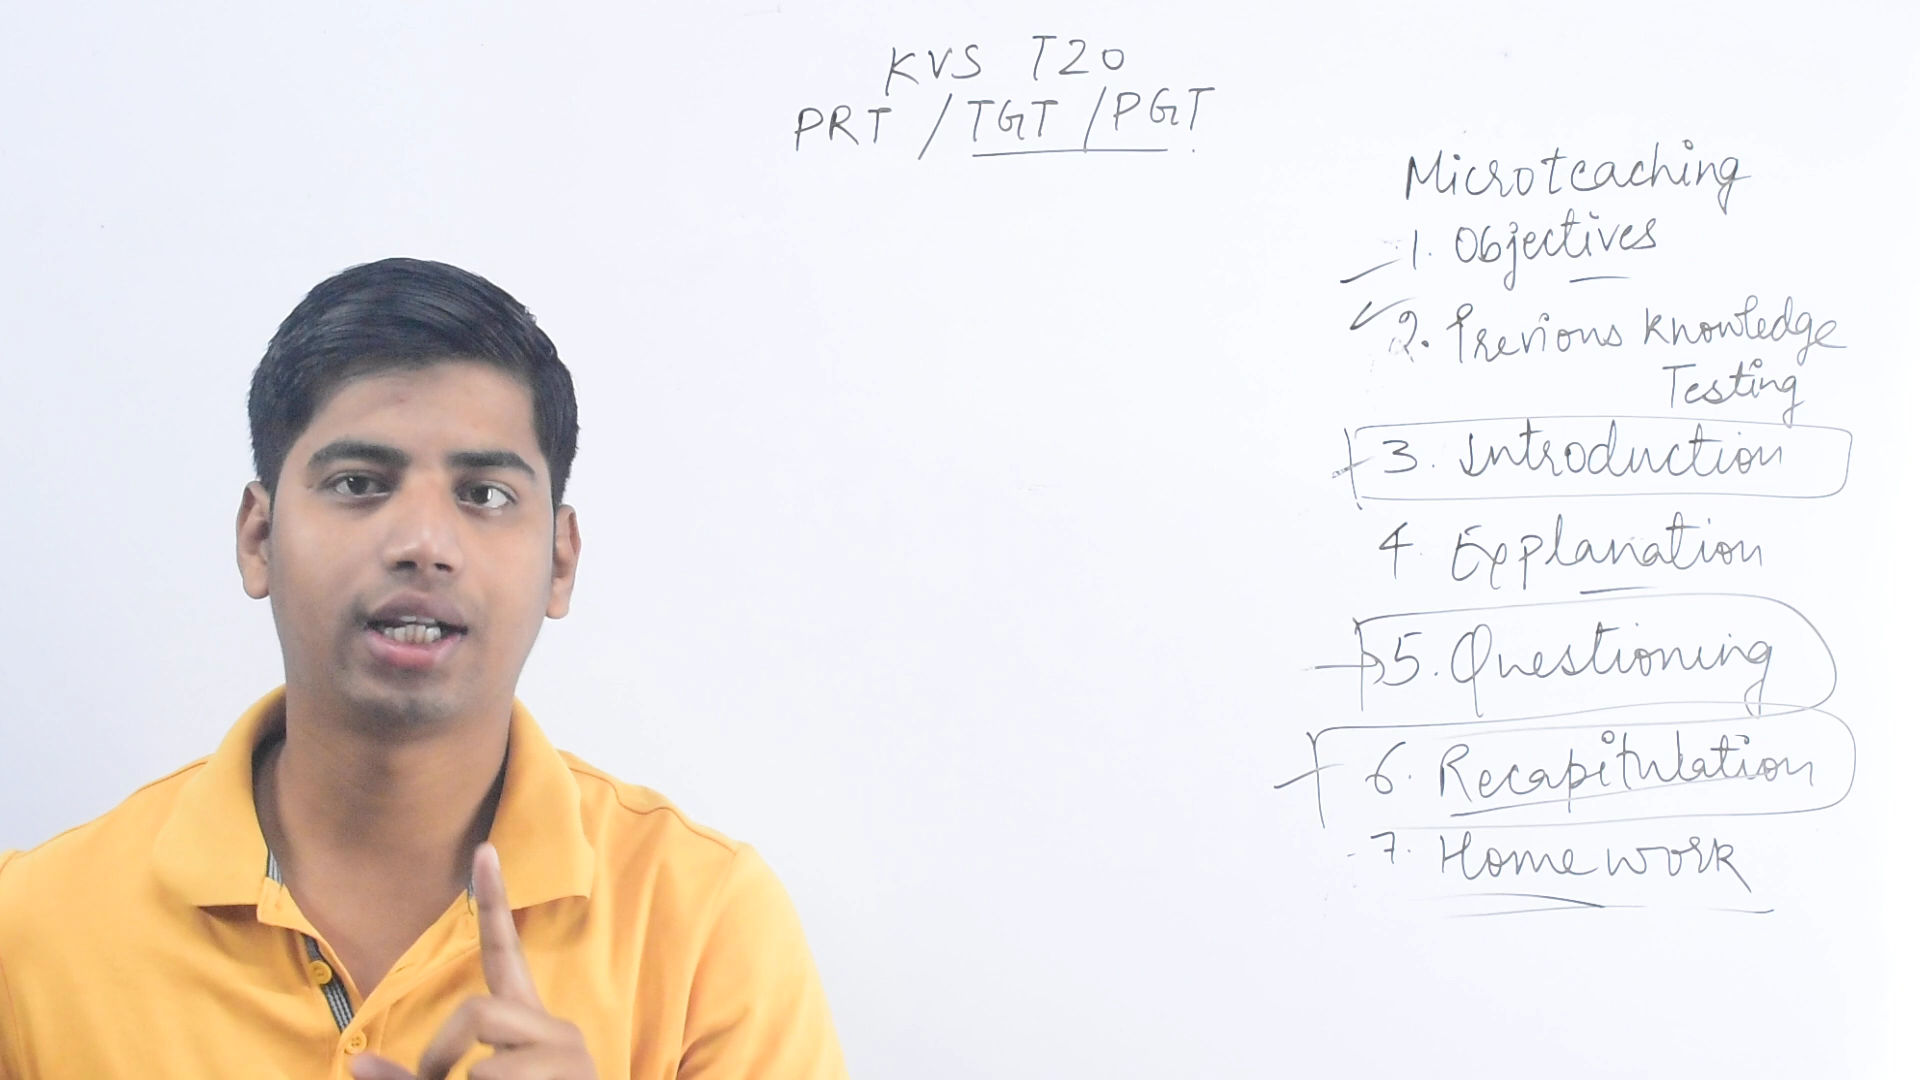 KVS T20
PRT / TGT / PGT
Microteaching
1. Objectives
2. Previous Knowledge
Testing
3. Introduction
4. Explanation
5. Questioning
6. Recapitulation
7. Homework